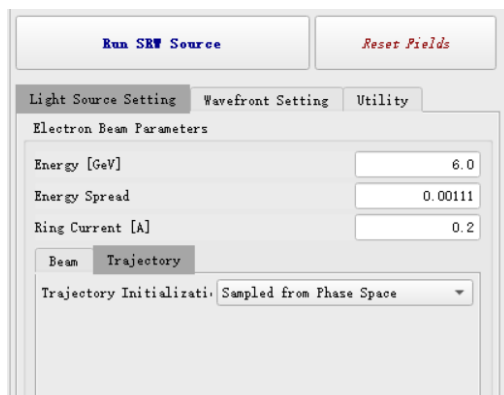 Run SRW Source
Reset Fields
Light Source Setting
Wavefront Setting
Utility
Electron Beam Parameters
Energy [GeV]
6.0
Energy Spread
0.00111
Ring Current [A]
0.2
Beam
Trajectory
Trajectory Initializati
Sampled from Phase Space